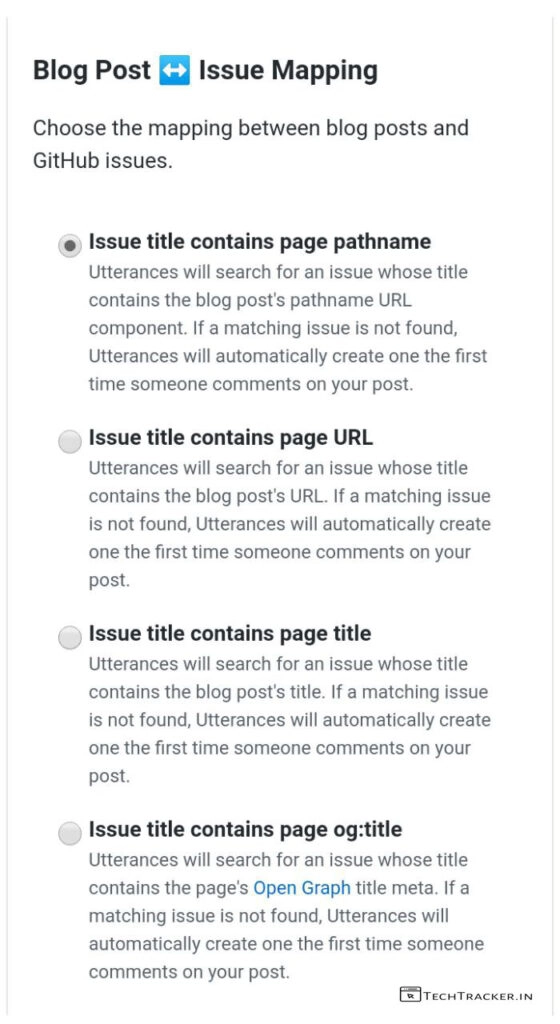 Blog Post ↔️ Issue Mapping
Choose the mapping between blog posts and
GitHub issues.
Issue title contains page pathname
Utterances will search for an issue whose title
contains the blog post's pathname URL
component. If a matching issue is not found,
Utterances will automatically create one the first
time someone comments on your post.
Issue title contains page URL
Utterances will search for an issue whose title
contains the blog post's URL. If a matching issue
is not found, Utterances will automatically create
one the first time someone comments on your
post.
Issue title contains page title
Utterances will search for an issue whose title
contains the blog post's title. If a matching issue
is not found, Utterances will automatically create
one the first time someone comments on your
post.
Issue title contains page og:title
Utterances will search for an issue whose title
contains the page's Open Graph title meta. If a
matching issue is not found, Utterances will
automatically create one the first time someone
comments on your post.
TECHTRACKER.IN